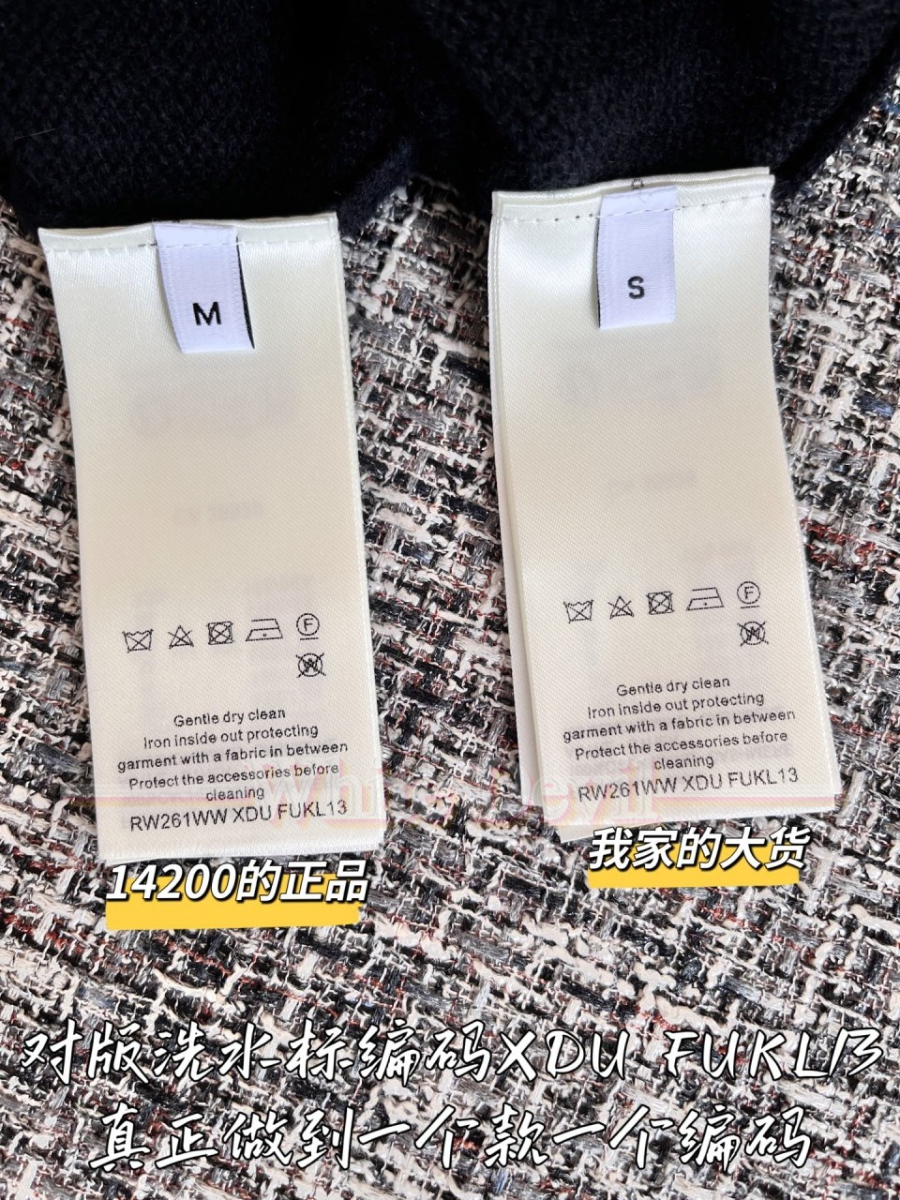 M
Gentle dry clean
Iron inside out protecting
garment with a fabric in between
Protect the accessories before
cleaning
RW261WW XDU FUKL13
14200的正品
S
Gentle dry clean
Iron inside out protecting
garment with a fabric in between
Protect the accessories before
cleaning
RW261WW XDU FUKL13
我家的大货
对版洗水标编码XDU FUKL13
真正做到一个款一个编码